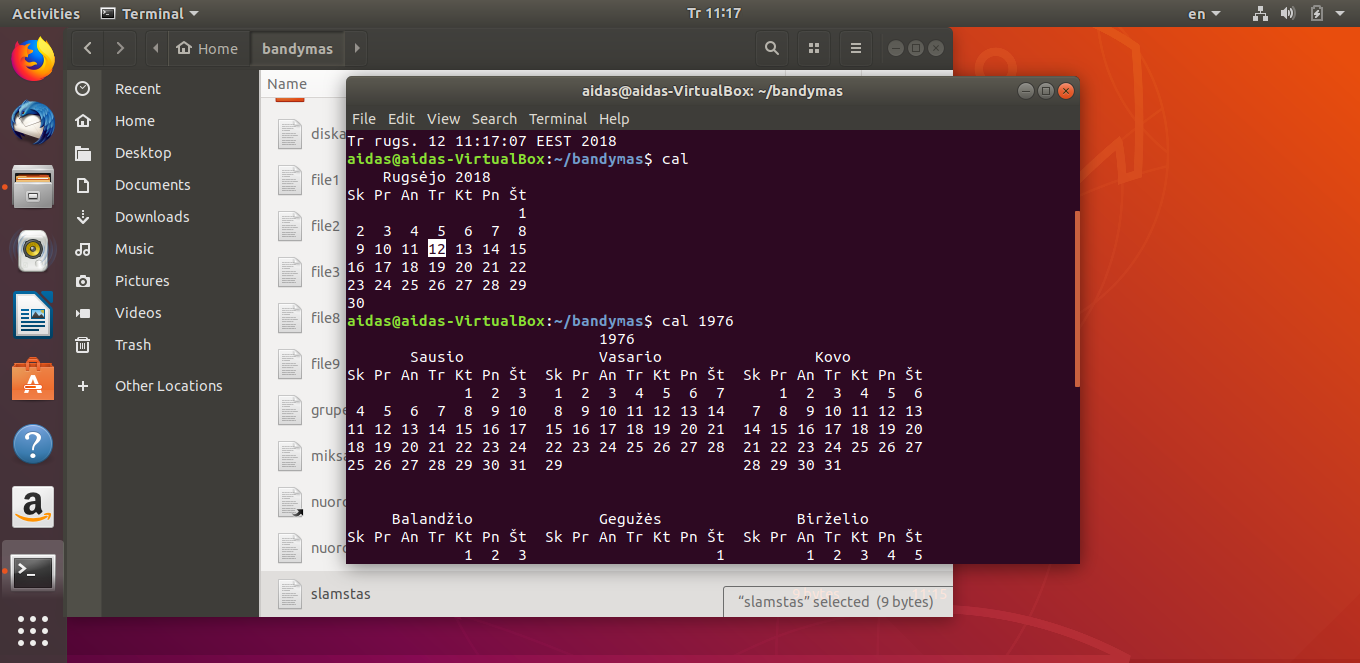 Activities Terminal Tr 11:17 en
Home bandymas
Name
Recent
Home
Desktop
Documents
Downloads
Music
Pictures
Videos
Trash
Other Locations
diska
file1
file2
file3
file8
file9
grupe
miksa
nuoro
nuoro
slamstas 9 bytes 11:15
“slamstas” selected (9 bytes)
aidas@aidas-VirtualBox: ~/bandymas
File Edit View Search Terminal Help
Tr rugs. 12 11:17:07 EEST 2018
aidas@aidas-VirtualBox:~/bandymas$ cal
Rugsėjo 2018
Sk Pr An Tr Kt Pn Št
1
2 3 4 5 6 7 8
9 10 11 12 13 14 15
16 17 18 19 20 21 22
23 24 25 26 27 28 29
30
aidas@aidas-VirtualBox:~/bandymas$ cal 1976
1976
Sausio Vasario Kovo
Sk Pr An Tr Kt Pn Št Sk Pr An Tr Kt Pn Št Sk Pr An Tr Kt Pn Št
1 2 3 1 2 3 4 5 6 7 1 2 3 4 5 6
4 5 6 7 8 9 10 8 9 10 11 12 13 14 7 8 9 10 11 12 13
11 12 13 14 15 16 17 15 16 17 18 19 20 21 14 15 16 17 18 19 20
18 19 20 21 22 23 24 22 23 24 25 26 27 28 21 22 23 24 25 26 27
25 26 27 28 29 30 31 29 28 29 30 31
Balandžio Gegužės Birželio
Sk Pr An Tr Kt Pn Št Sk Pr An Tr Kt Pn Št Sk Pr An Tr Kt Pn Št
1 2 3 1 1 2 3 4 5